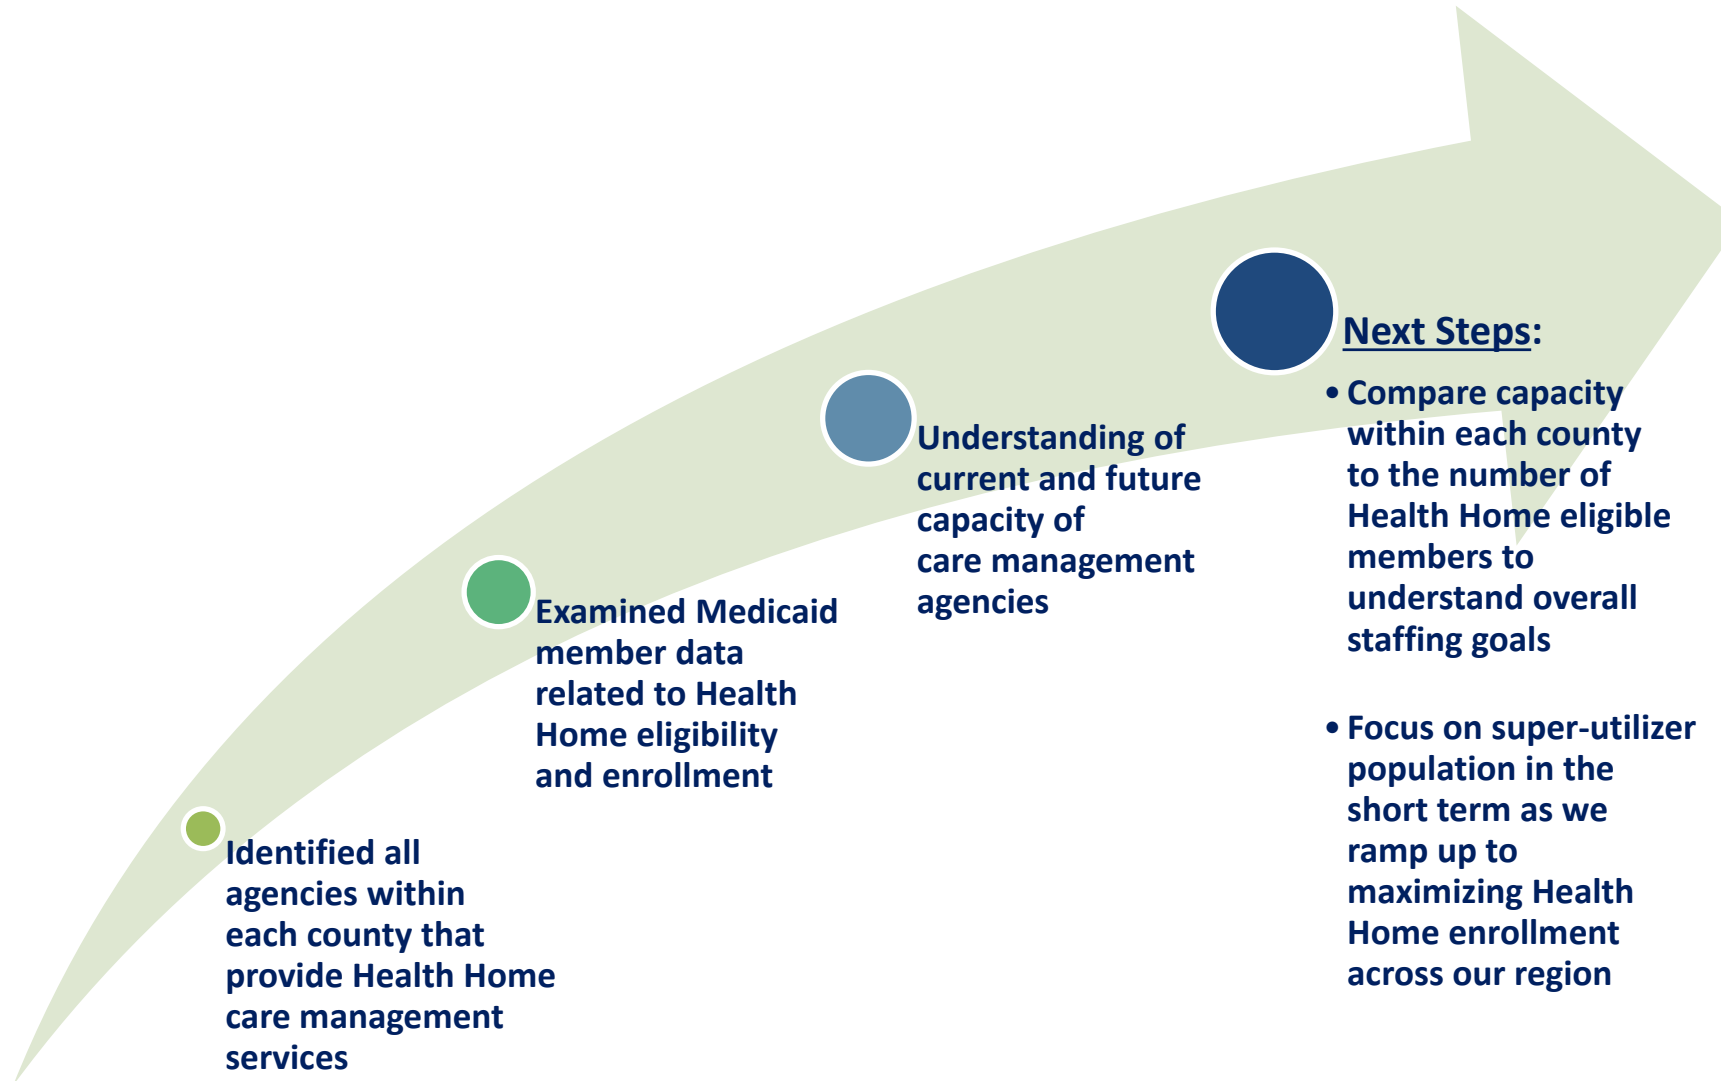 Identified all
agencies within
each county that
provide Health Home
care management
services
Examined Medicaid
member data
related to Health
Home eligibility
and enrollment
Understanding of
current and future
capacity of
care management
agencies
Next Steps:
• Compare capacity
within each county
to the number of
Health Home eligible
members to
understand overall
staffing goals
• Focus on super-utilizer
population in the
short term as we
ramp up to
maximizing Health
Home enrollment
across our region